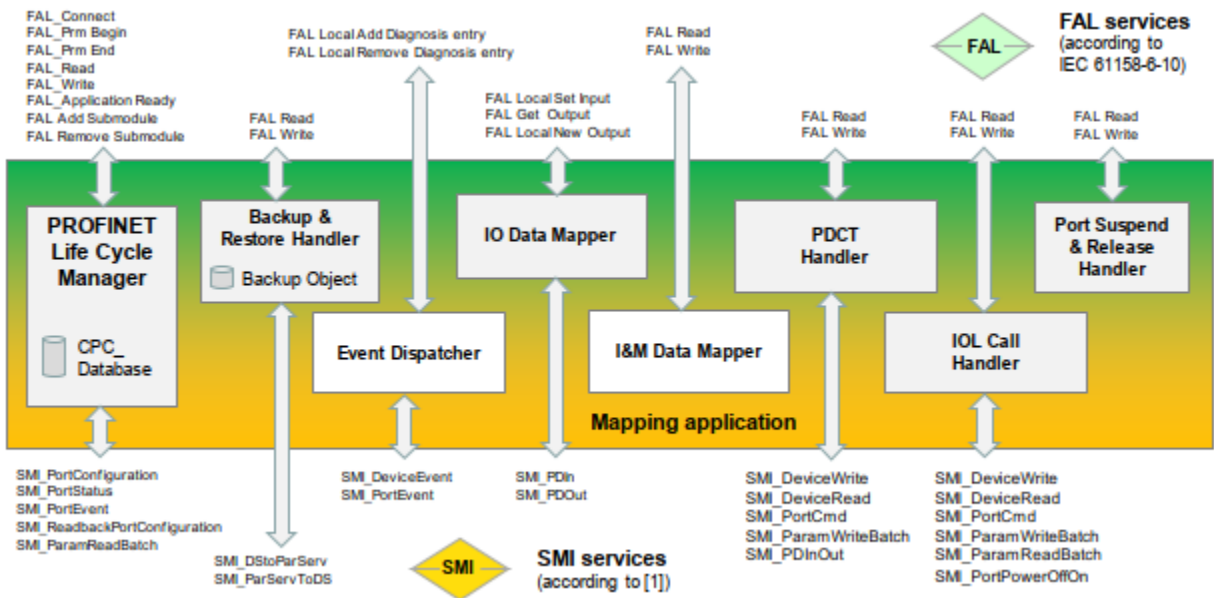 FAL_Connect
FAL_Prm Begin
FAL_Prm End
FAL_Read
FAL_Write
FAL_Application Ready
FAL Add Submodule
FAL Remove Submodule
FAL Read
FAL Write
FAL Local Add Diagnosis entry
FAL Local Remove Diagnosis entry
FAL Local Set Input
FAL Get Output
FAL Local New Output
FAL Read
FAL Write
FAL Read
FAL Write
FAL Read
FAL Write
FAL Read
FAL Write
FAL
FAL services
(according to
IEC 61158-6-10)
PROFINET
Life Cycle
Manager
CPC_
Database
Backup &
Restore Handler
Backup Object
Event Dispatcher
IO Data Mapper
I&M Data Mapper
PDCT
Handler
IOL Call
Handler
Port Suspend
& Release
Handler
Mapping application
SMI_PortConfiguration
SMI_PortStatus
SMI_PortEvent
SMI_ReadbackPortConfiguration
SMI_ParamReadBatch
SMI_DStoParServ
SMI_ParServToDS
SMI_DeviceEvent
SMI_PortEvent
SMI_PDIn
SMI_PDOut
SMI
SMI services
(according to [1])
SMI_DeviceWrite
SMI_DeviceRead
SMI_PortCmd
SMI_ParamWriteBatch
SMI_PDInOut
SMI_DeviceWrite
SMI_DeviceRead
SMI_PortCmd
SMI_ParamWriteBatch
SMI_ParamReadBatch
SMI_PortPowerOffOn